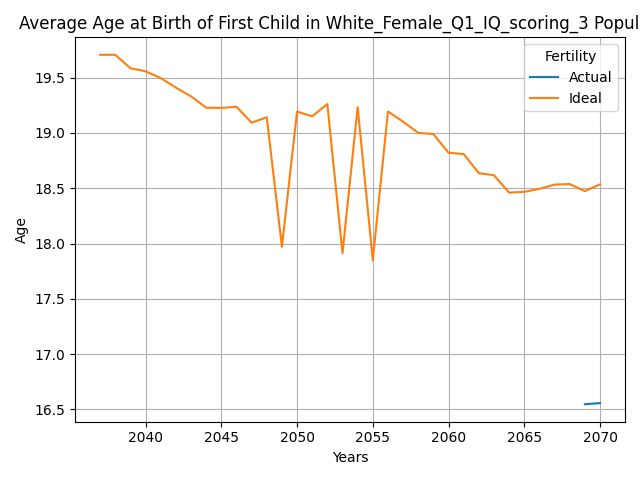 Average Age at Birth of First Child in White_Female_Q1_IQ_scoring_3 Popul
Fertility
Actual
Ideal
19.5
19.0
18.5
18.0
17.5
17.0
16.5
Age
2040 2045 2050 2055 2060 2065 2070
Years